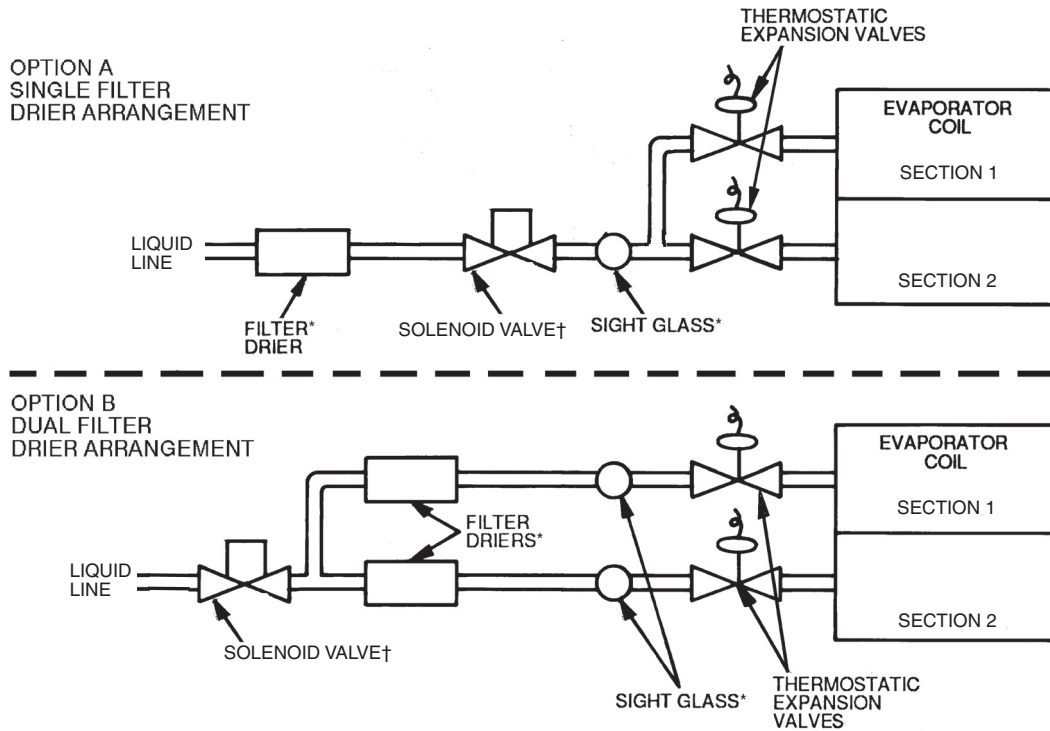 THERMOSTATIC
EXPANSION VALVES
OPTION A
SINGLE FILTER
DRIER ARRANGEMENT
EVAPORATOR
COIL
SECTION 1
LIQUID
LINE
SECTION 2
FILTER*
DRIER
SOLENOID VALVE†
SIGHT GLASS*
OPTION B
DUAL FILTER
DRIER ARRANGEMENT
EVAPORATOR
COIL
SECTION 1
FILTER
DRIERS*
LIQUID
LINE
SECTION 2
SOLENOID VALVE†
SIGHT GLASS*
THERMOSTATIC
EXPANSION
VALVES